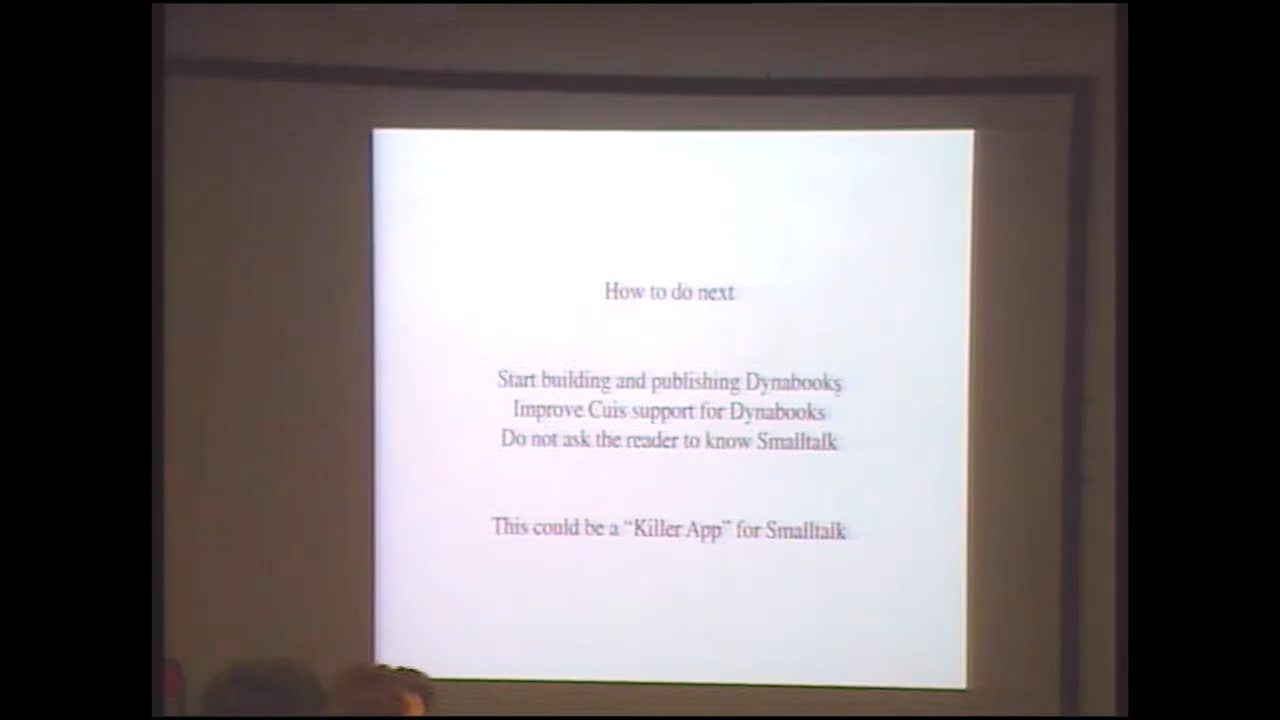 How to do next
Start building and publishing Dynabooks
Improve Cuis support for Dynabooks
Do not ask the reader to know Smalltalk
This could be a “Killer App” for Smalltalk